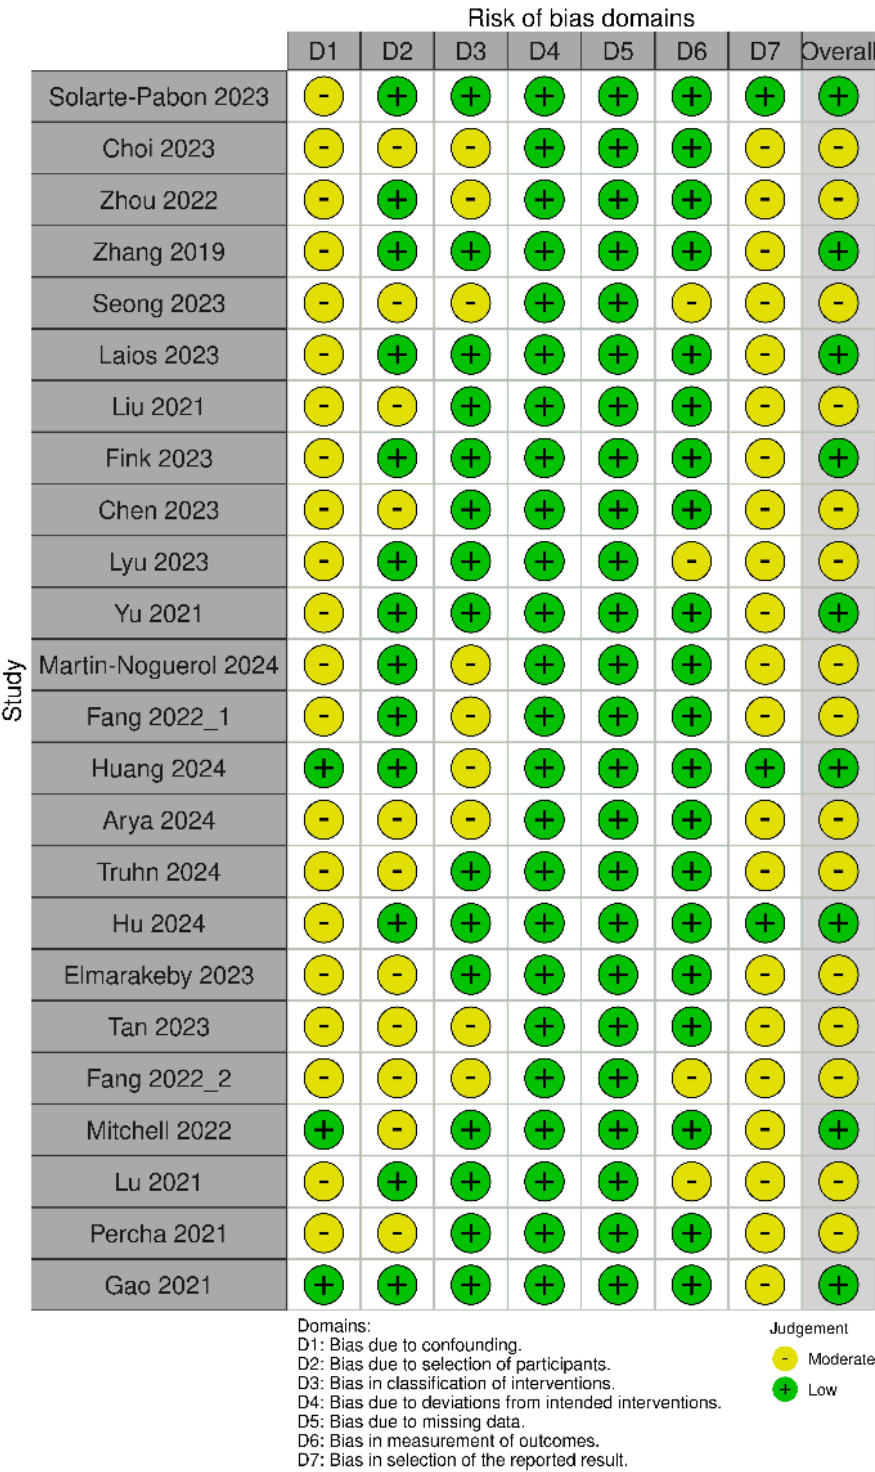 Risk of bias domains
D1 D2 D3 D4 D5 D6 D7 Overall
Study
Solarte-Pabon 2023 - + + + + + + +
Choi 2023 - - - + + + - -
Zhou 2022 - + - + + + - -
Zhang 2019 - + + + + + - +
Seong 2023 - - - + + - - -
Laios 2023 - + + + + + - +
Liu 2021 - - + + + + - -
Fink 2023 - + + + + + - +
Chen 2023 - - + + + + - -
Lyu 2023 - + + + + - - -
Yu 2021 - + + + + + - +
Martin-Noguerol 2024 - + - + + + - -
Fang 2022_1 - + - + + + - -
Huang 2024 + + - + + + + +
Arya 2024 - - - + + + - -
Truhn 2024 - - + + + + - -
Hu 2024 - + + + + + + +
Elmarakeby 2023 - - + + + + - -
Tan 2023 - - - + + + - -
Fang 2022_2 - - - + + - - -
Mitchell 2022 + - + + + + - +
Lu 2021 - + + + + - - -
Percha 2021 - - + + + + - -
Gao 2021 + + + + + + - +
Domains:
D1: Bias due to confounding.
D2: Bias due to selection of participants.
D3: Bias in classification of interventions.
D4: Bias due to deviations from intended interventions.
D5: Bias due to missing data.
D6: Bias in measurement of outcomes.
D7: Bias in selection of the reported result.
Judgement
- Moderate
+ Low